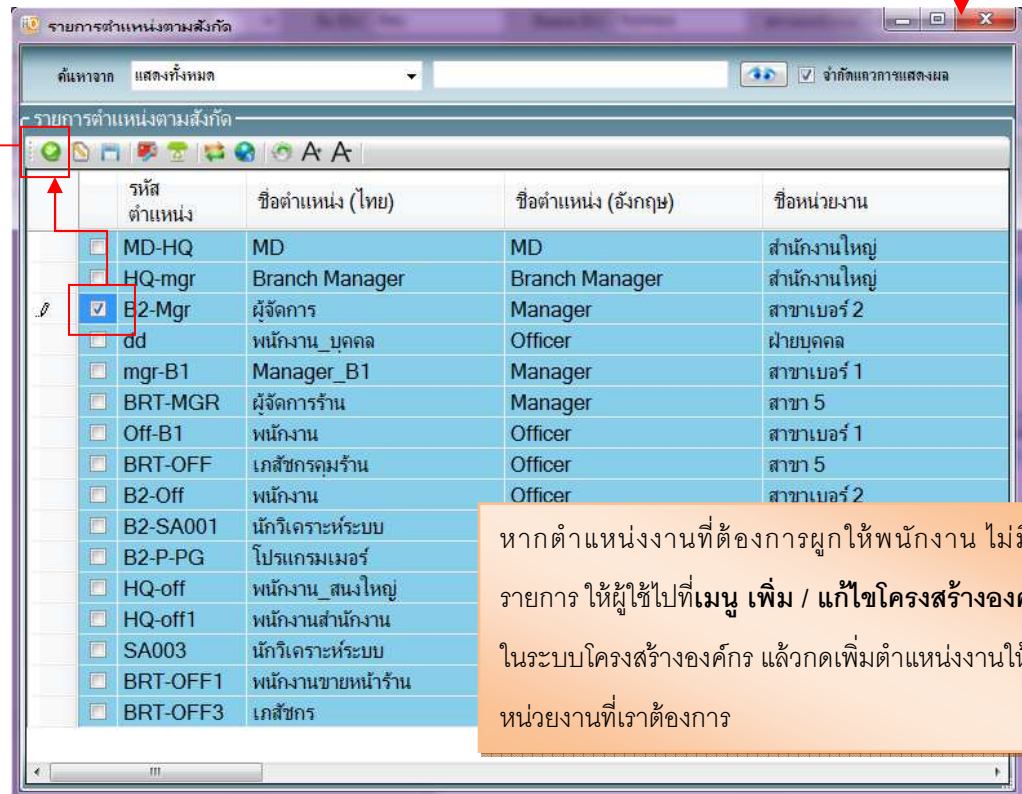 รายการตำแหน่งตามสังกัด
ค้นหาจาก แสดงทั้งหมด จำกัดแถวการแสดงผล
รายการตำแหน่งตามสังกัด
A+ A-
รหัสตำแหน่ง ชื่อตำแหน่ง (ไทย) ชื่อตำแหน่ง (อังกฤษ) ชื่อหน่วยงาน
MD-HQ MD MD สำนักงานใหญ่
HQ-mgr Branch Manager Branch Manager สำนักงานใหญ่
B2-Mgr ผู้จัดการ Manager สาขาเบอร์ 2
dd พนักงาน_บุคคล Officer ฝ่ายบุคคล
mgr-B1 Manager_B1 Manager สาขาเบอร์ 1
BRT-MGR ผู้จัดการร้าน Manager สาขา 5
Off-B1 พนักงาน Officer สาขาเบอร์ 1
BRT-OFF เภสัชกรคุมร้าน Officer สาขา 5
B2-Off พนักงาน Officer สาขาเบอร์ 2
B2-SA001 นักวิเคราะห์ระบบ
B2-P-PG โปรแกรมเมอร์
HQ-off พนักงาน_สนงใหญ่
HQ-off1 พนักงานสำนักงาน
SA003 นักวิเคราะห์ระบบ
BRT-OFF1 พนักงานขายหน้าร้าน
BRT-OFF3 เภสัชกร
หากตำแหน่งงานที่ต้องการผูกให้พนักงาน ไม่มี
รายการ ให้ผู้ใช้ไปที่เมนู เพิ่ม / แก้ไขโครงสร้างอง
ในระบบโครงสร้างองค์กร แล้วกดเพิ่มตำแหน่งงานให้
หน่วยงานที่เราต้องการ